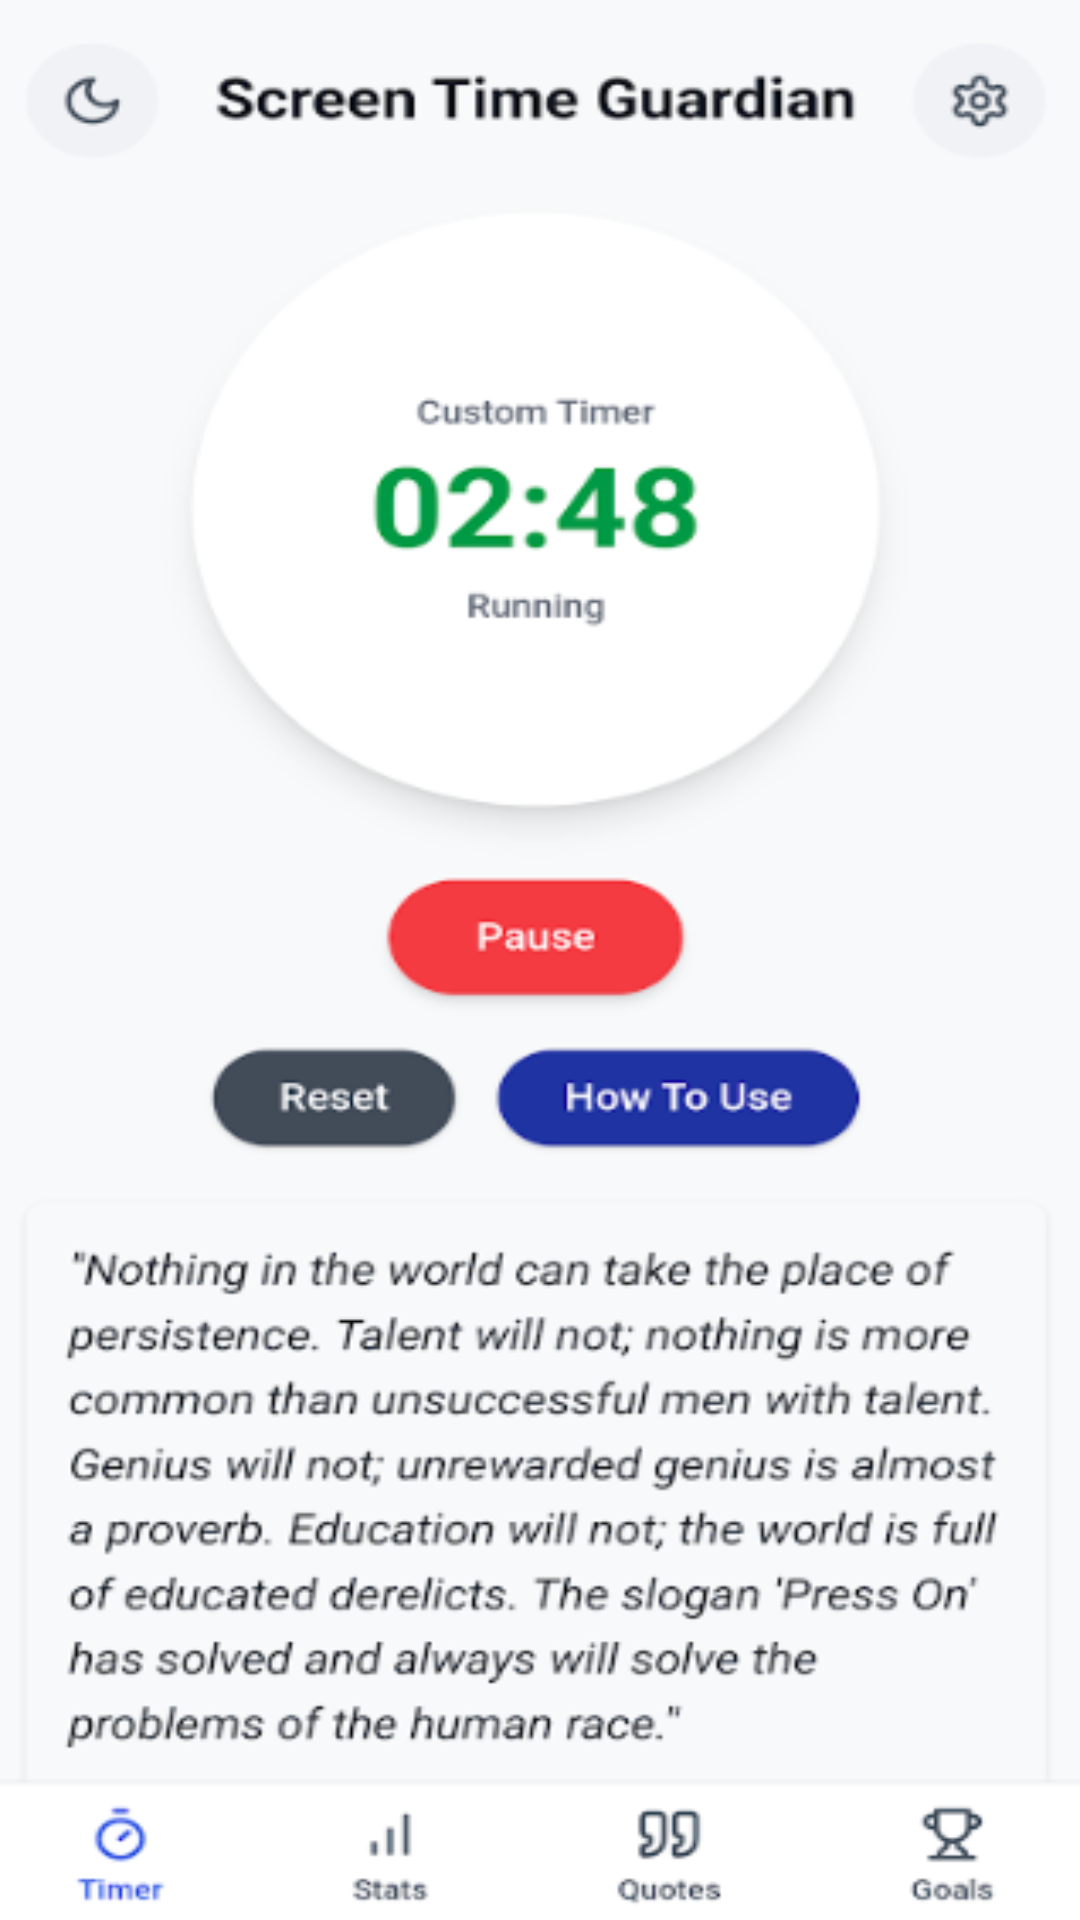 Screen Time Guardian
Custom Timer
02:48
Running
Pause
Reset
How To Use
"Nothing in the world can take the place of
persistence. Talent will not; nothing is more
common than unsuccessful men with talent.
Genius will not; unrewarded genius is almost
a proverb. Education will not; the world is full
of educated derelicts. The slogan 'Press On'
has solved and always will solve the
problems of the human race."
Timer
Stats
Quotes
Goals